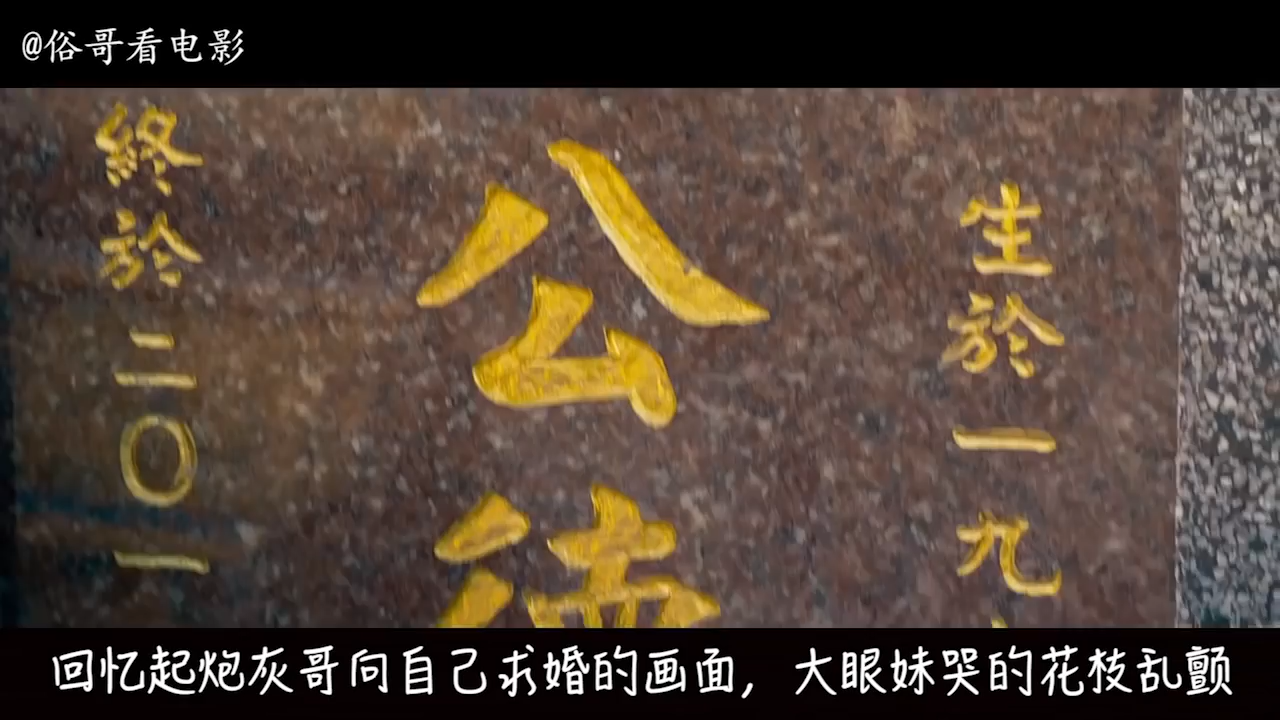 @俗哥看电影
生於一九
公德
終於二〇一
回忆起炮灰哥向自己求婚的画面，大眼妹哭的花枝乱颤